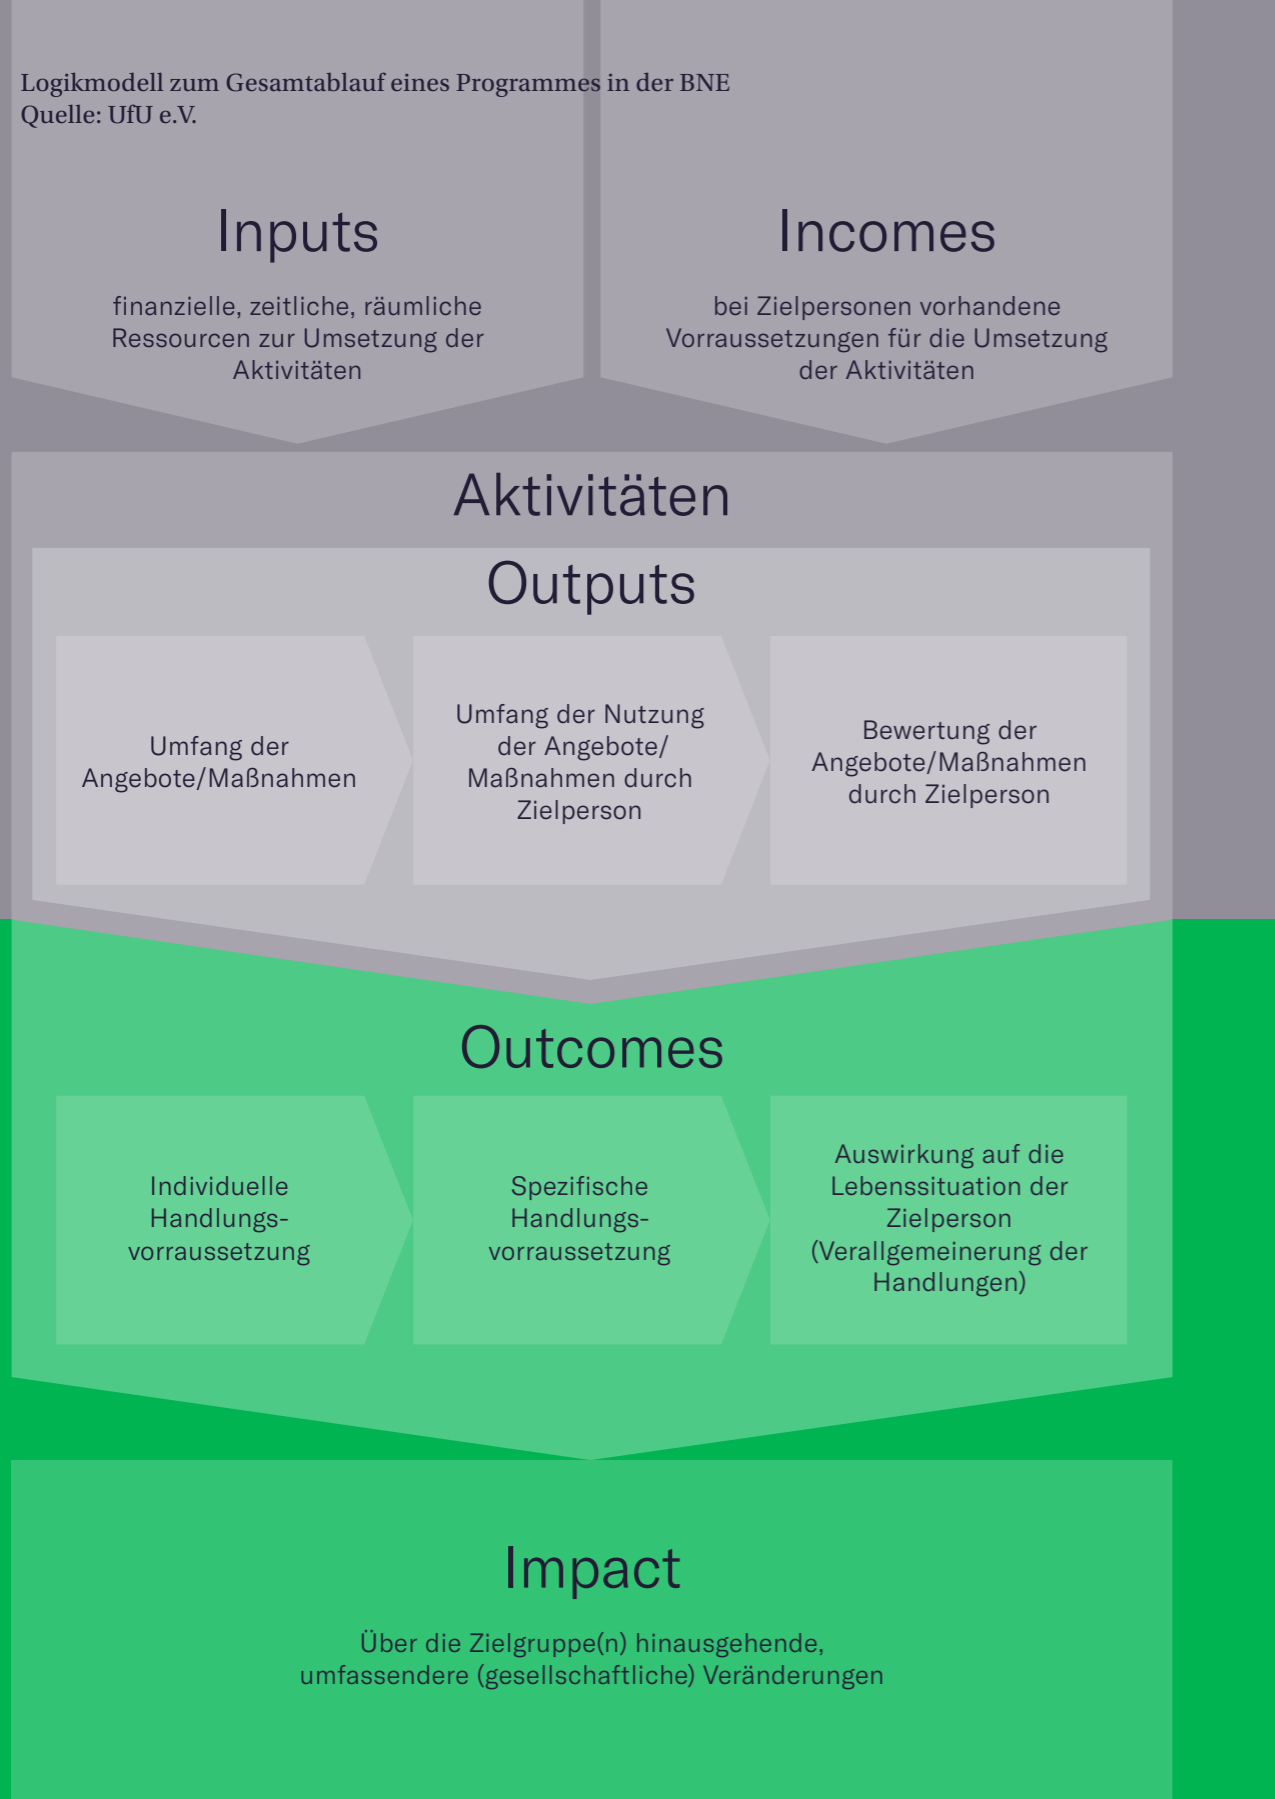 Logikmodell zum Gesamtablauf eines Programmes in der BNE
Quelle: UfU e.V.
Inputs
finanzielle, zeitliche, räumliche
Ressourcen zur Umsetzung der
Aktivitäten
Incomes
bei Zielpersonen vorhandene
Vorraussetzungen für die Umsetzung
der Aktivitäten
Aktivitäten
Outputs
Umfang der
Angebote/Maßnahmen
Umfang der Nutzung
der Angebote/
Maßnahmen durch
Zielperson
Bewertung der
Angebote/Maßnahmen
durch Zielperson
Outcomes
Individuelle
Handlungs-
vorraussetzung
Spezifische
Handlungs-
vorraussetzung
Auswirkung auf die
Lebenssituation der
Zielperson
(Verallgemeinerung der
Handlungen)
Impact
Über die Zielgruppe(n) hinausgehende,
umfassendere (gesellschaftliche) Veränderungen